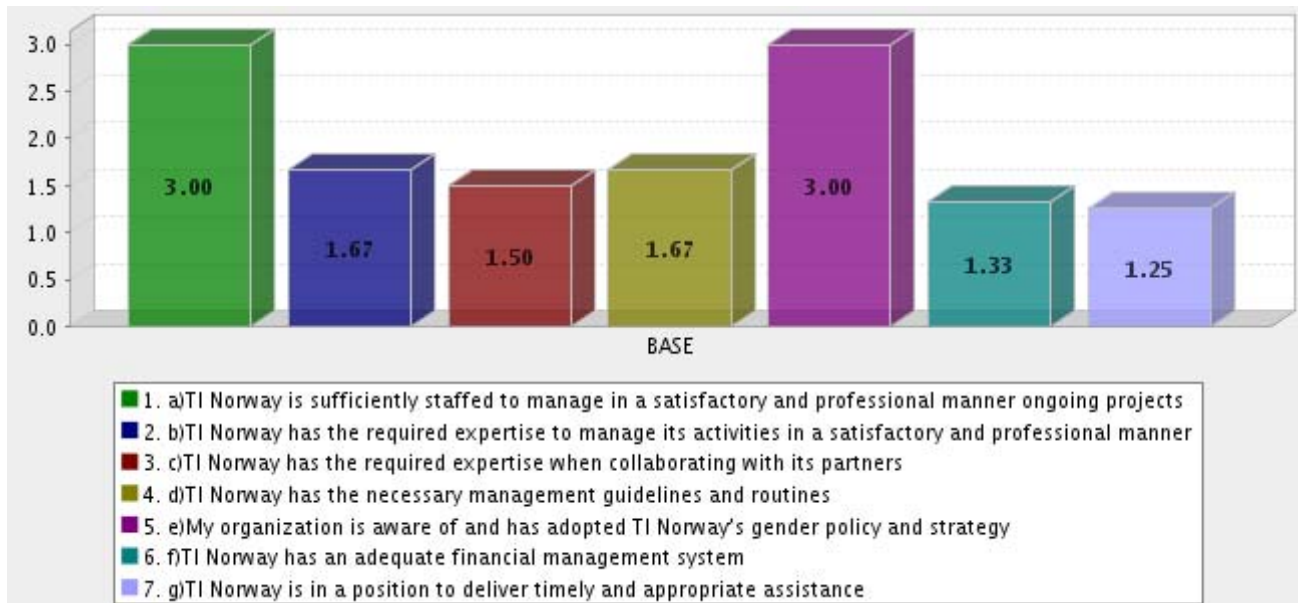 3.0
2.5
2.0
1.5
1.0
0.5
0.0
3.00
1.67
1.50
1.67
3.00
1.33
1.25
BASE
1. a)TI Norway is sufficiently staffed to manage in a satisfactory and professional manner ongoing projects
2. b)TI Norway has the required expertise to manage its activities in a satisfactory and professional manner
3. c)TI Norway has the required expertise when collaborating with its partners
4. d)TI Norway has the necessary management guidelines and routines
5. e)My organization is aware of and has adopted TI Norway's gender policy and strategy
6. f)TI Norway has an adequate financial management system
7. g)TI Norway is in a position to deliver timely and appropriate assistance